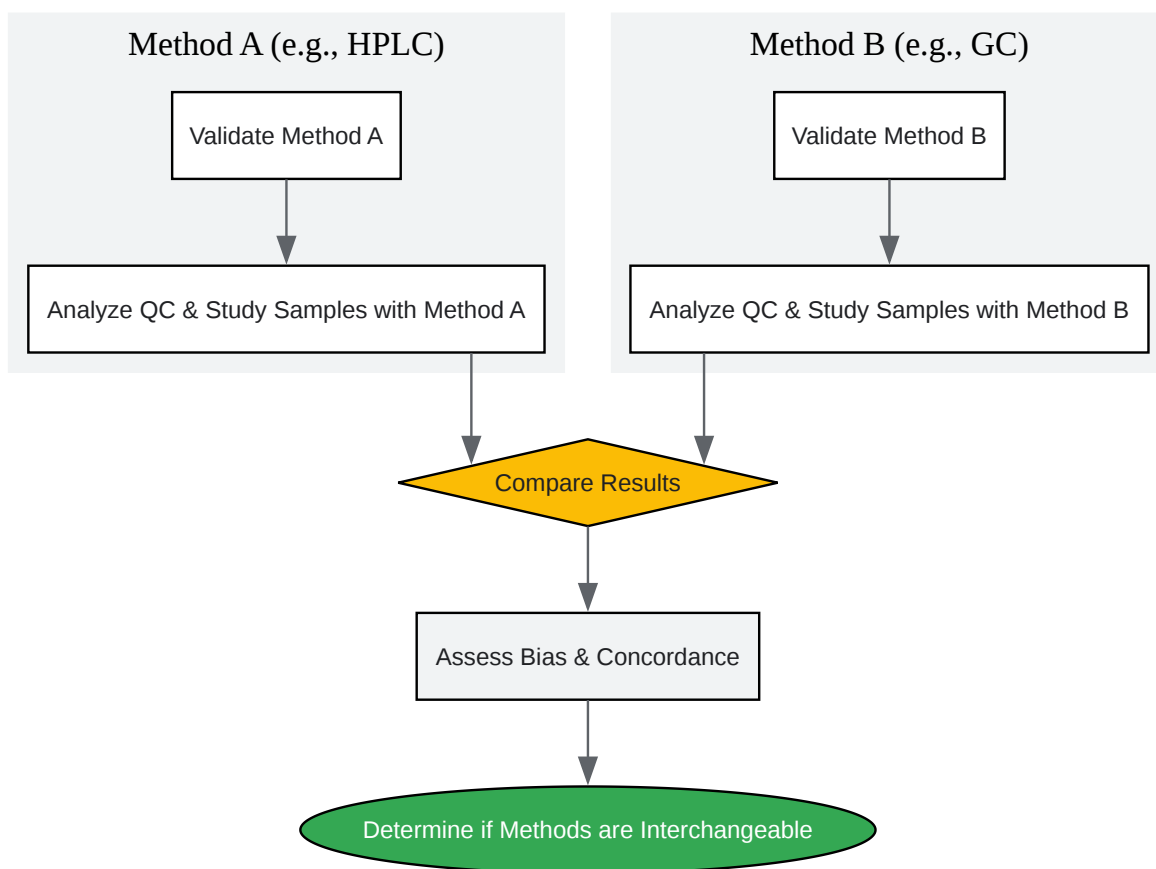 Method A (e.g., HPLC)
Validate Method A
Analyze QC & Study Samples with Method A
Method B (e.g., GC)
Validate Method B
Analyze QC & Study Samples with Method B
Compare Results
Assess Bias & Concordance
Determine if Methods are Interchangeable